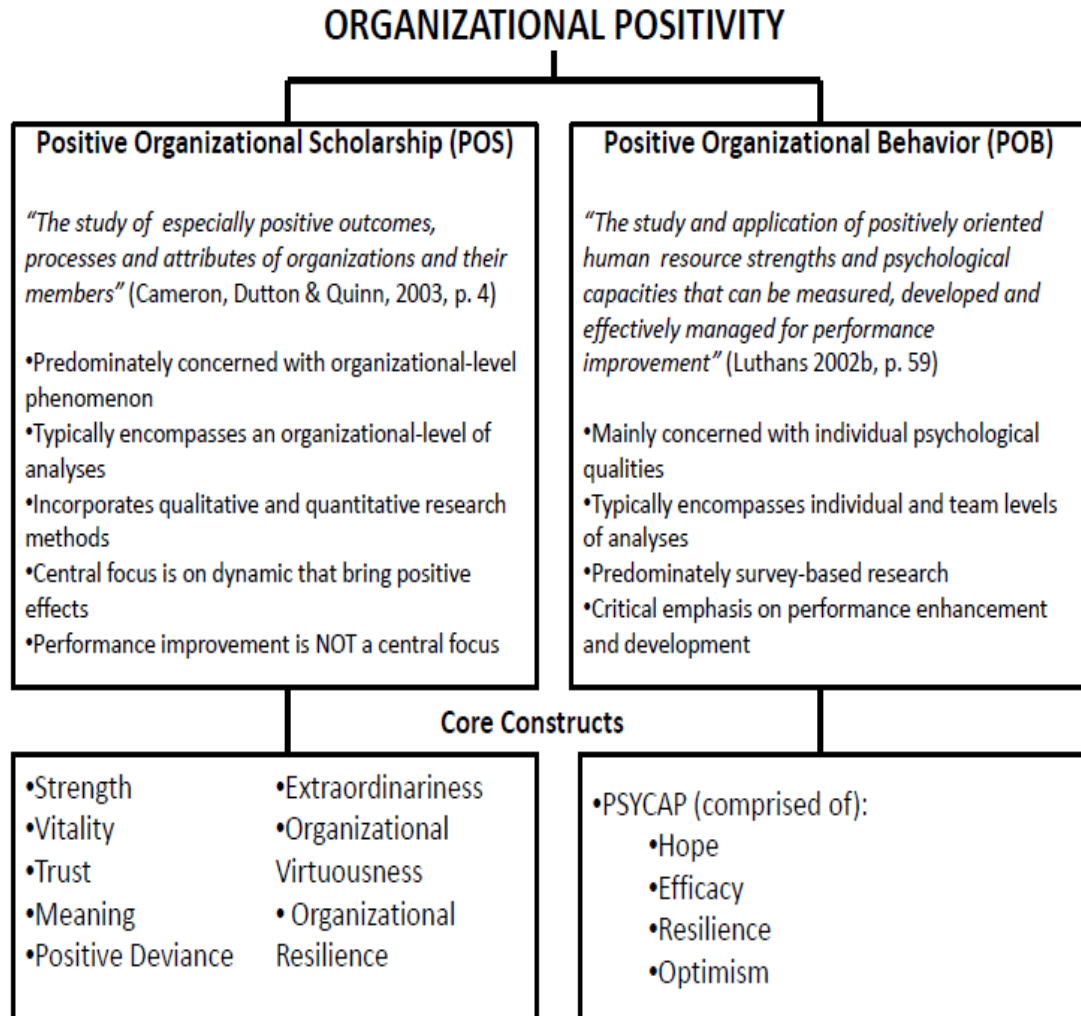 ORGANIZATIONAL POSITIVITY
Positive Organizational Scholarship (POS)
“The study of especially positive outcomes,
processes and attributes of organizations and their
members” (Cameron, Dutton & Quinn, 2003, p. 4)
•Predominately concerned with organizational-level
phenomenon
•Typically encompasses an organizational-level of
analyses
•Incorporates qualitative and quantitative research
methods
•Central focus is on dynamic that bring positive
effects
•Performance improvement is NOT a central focus
Positive Organizational Behavior (POB)
“The study and application of positively oriented
human resource strengths and psychological
capacities that can be measured, developed and
effectively managed for performance
improvement” (Luthans 2002b, p. 59)
•Mainly concerned with individual psychological
qualities
•Typically encompasses individual and team levels
of analyses
•Predominately survey-based research
•Critical emphasis on performance enhancement
and development
Core Constructs
•Strength
•Vitality
•Trust
•Meaning
•Positive Deviance
•Extraordinariness
•Organizational
Virtuousness
• Organizational
Resilience
•PSYCAP (comprised of):
•Hope
•Efficacy
•Resilience
•Optimism